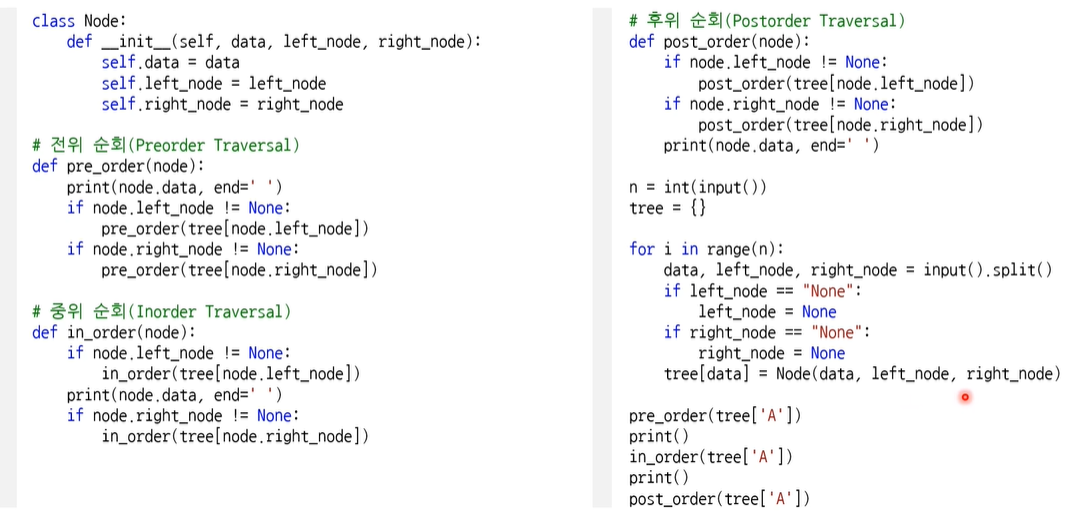 class Node:
    def __init__(self, data, left_node, right_node):
        self.data = data
        self.left_node = left_node
        self.right_node = right_node
# 전위 순회(Preorder Traversal)
def pre_order(node):
    print(node.data, end=' ')
    if node.left_node != None:
        pre_order(tree[node.left_node])
    if node.right_node != None:
        pre_order(tree[node.right_node])
# 중위 순회(Inorder Traversal)
def in_order(node):
    if node.left_node != None:
        in_order(tree[node.left_node])
    print(node.data, end=' ')
    if node.right_node != None:
        in_order(tree[node.right_node])
# 후위 순회(Postorder Traversal)
def post_order(node):
    if node.left_node != None:
        post_order(tree[node.left_node])
    if node.right_node != None:
        post_order(tree[node.right_node])
    print(node.data, end=' ')
n = int(input())
tree = {}
for i in range(n):
    data, left_node, right_node = input().split()
    if left_node == "None":
        left_node = None
    if right_node == "None":
        right_node = None
    tree[data] = Node(data, left_node, right_node)
pre_order(tree['A'])
print()
in_order(tree['A'])
print()
post_order(tree['A'])